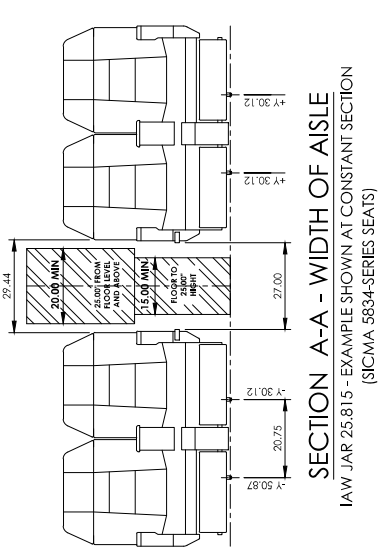 29.44
20.00 MIN
25.00" FROM
FLOOR LEVEL
AND ABOVE
15.00 MIN
FLOOR TO
25.00"
HIGHT
27.00
20.75
-Y 50.87
-Y 30.12
+Y 30.12
+Y 30.12
SECTION A-A - WIDTH OF AISLE
IAW JAR 25.815 - EXAMPLE SHOWN AT CONSTANT SECTION
(SICMA 5834-SERIES SEATS)